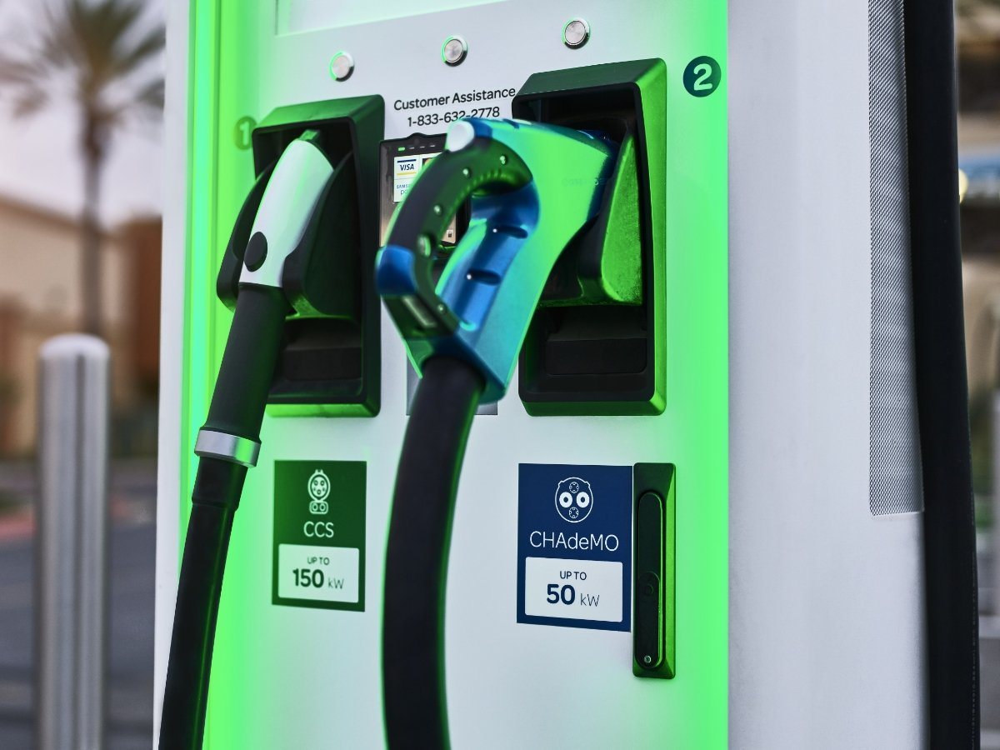 1
2
Customer Assistance
1-833-632-2778
VISA
CCS
UP TO
150 kW
CHAdeMO
UP TO
50 kW